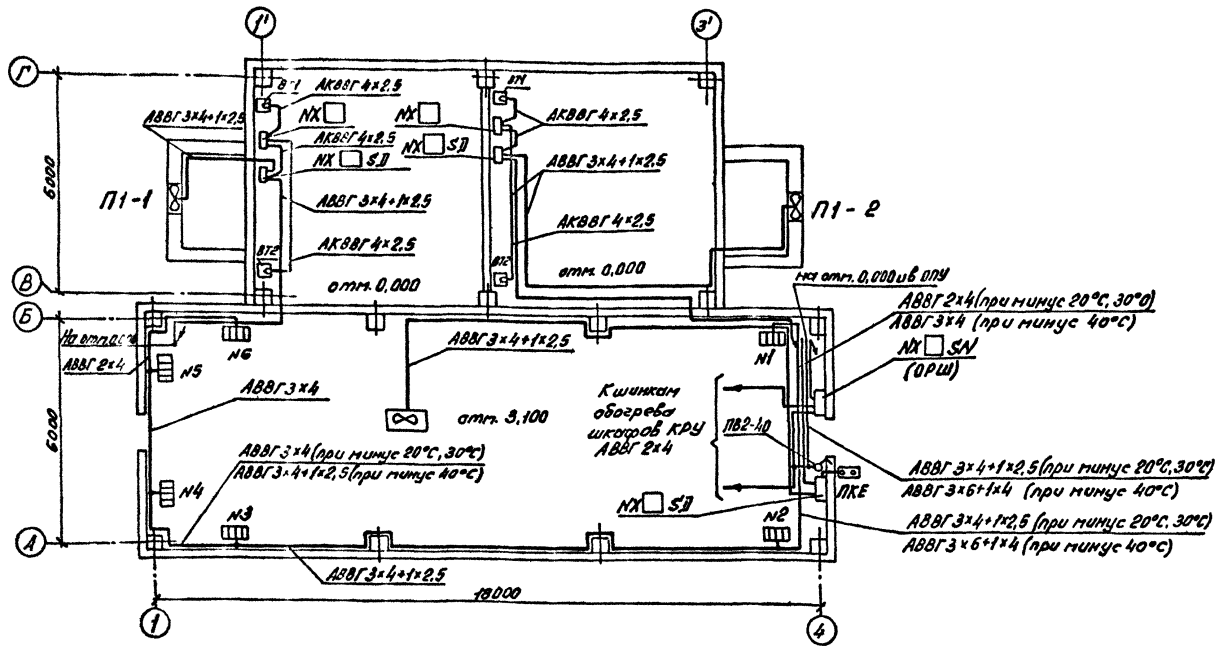 1'
3'
Г
ВТ1
АКВВГ 4×2,5
АВВГ 3×4+1×2,5
NX
АКВВГ 4×2,5
NX SД
NX
ВТ1
NX SД
АКВВГ 4×2,5
6000
П1-1
АВВГ 3×4+1×2,5
АВВГ 3×4+1×2,5
АКВВГ 4×2,5
П1-2
ВТ2
АКВВГ 4×2,5
ВТ2
В
отм. 0,000
отм. 0,000
на отм. 0,000 и в ОПУ
Б
АВВГ 2×4 (при минус 20°С, 30°С)
АВВГ 3×4 (при минус 40°С)
NX SN
(ОРШ)
На отм.
АВВГ 2×4
N6
N5
АВВГ 3×4+1×2,5
N1
АВВГ 3×4
6000
отм. 3,100
К шинкам
обогрева
шкафов КРУ
АВВГ 2×4
ПВ2-40
АВВГ 3×4 (при минус 20°С, 30°С)
АВВГ 3×4+1×2,5 (при минус 40°С)
N4
ПКЕ
АВВГ 3×4+1×2,5 (при минус 20°С, 30°С)
АВВГ 3×6+1×4 (при минус 40°С)
NX SД
А
N3
N2
АВВГ 3×4+1×2,5 (при минус 20°С, 30°С)
АВВГ 3×6+1×4 (при минус 40°С)
АВВГ 3×4+1×2,5
18000
1
4